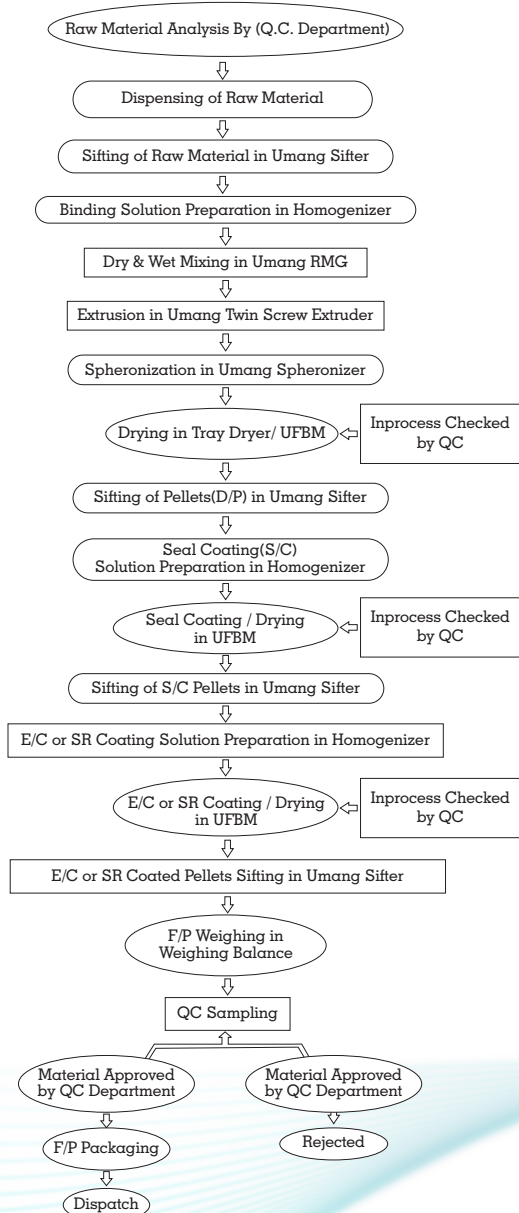 Raw Material Analysis By (Q.C. Department)
Dispensing of Raw Material
Sifting of Raw Material in Umang Sifter
Binding Solution Preparation in Homogenizer
Dry & Wet Mixing in Umang RMG
Extrusion in Umang Twin Screw Extruder
Spheronization in Umang Spheronizer
Drying in Tray Dryer/ UFBM
Inprocess Checked
by QC
Sifting of Pellets(D/P) in Umang Sifter
Seal Coating(S/C)
Solution Preparation in Homogenizer
Seal Coating / Drying
in UFBM
Inprocess Checked
by QC
Sifting of S/C Pellets in Umang Sifter
E/C or SR Coating Solution Preparation in Homogenizer
E/C or SR Coating / Drying
in UFBM
Inprocess Checked
by QC
E/C or SR Coated Pellets Sifting in Umang Sifter
F/P Weighing in
Weighing Balance
QC Sampling
Material Approved
by QC Department
Material Approved
by QC Department
F/P Packaging
Rejected
Dispatch